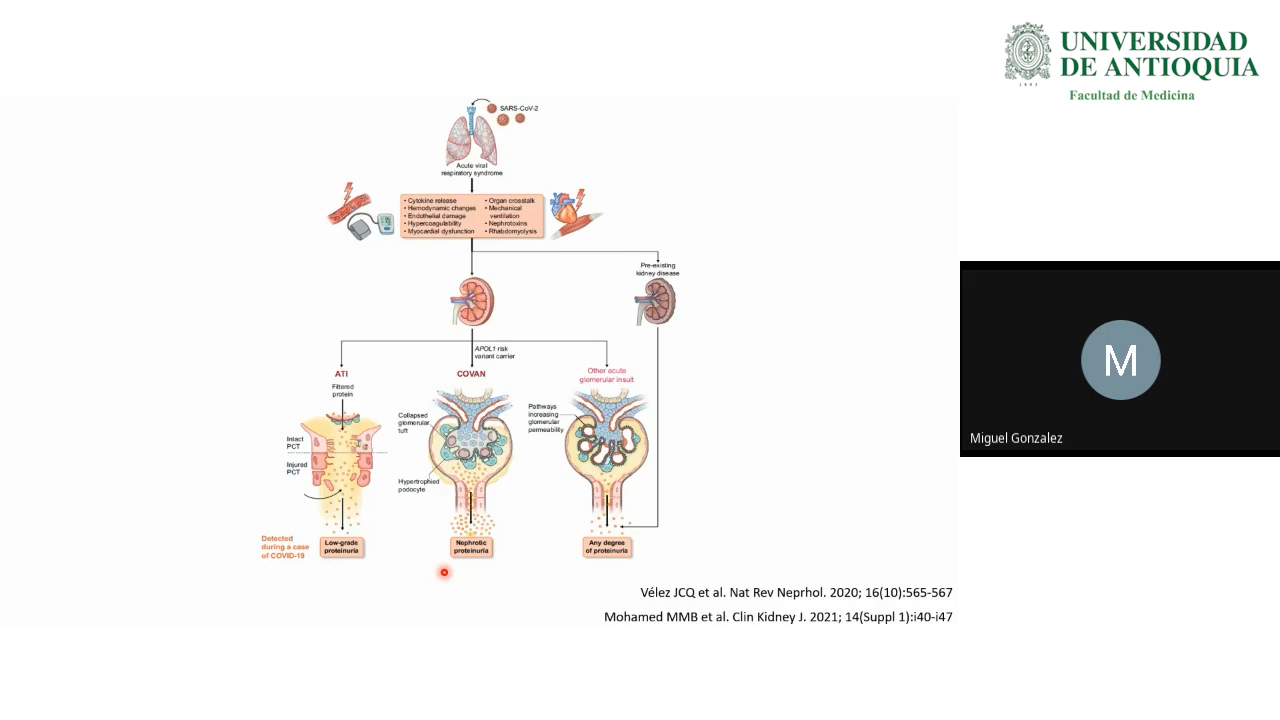 UNIVERSIDAD
DE ANTIOQUIA
1803
Facultad de Medicina
SARS-CoV-2
Acute viral
respiratory syndrome
• Cytokine release
• Hemodynamic changes
• Endothelial damage
• Hypercoagulability
• Myocardial dysfunction
• Organ crosstalk
• Mechanical
ventilation
• Nephrotoxins
• Rhabdomyolysis
Pre-existing
kidney disease
APOL1 risk
variant carrier
ATI
COVAN
Other acute
glomerular insult
Filtered
protein
Intact
PCT
Injured
PCT
Collapsed
glomerular
tuft
Hypertrophied
podocyte
Pathways
increasing
glomerular
permeability
Detected
during a case
of COVID-19
Low-grade
proteinuria
Nephrotic
proteinuria
Any degree
of proteinuria
Vélez JCQ et al. Nat Rev Neprhol. 2020; 16(10):565-567
Mohamed MMB et al. Clin Kidney J. 2021; 14(Suppl 1):i40-i47
M
Miguel Gonzalez